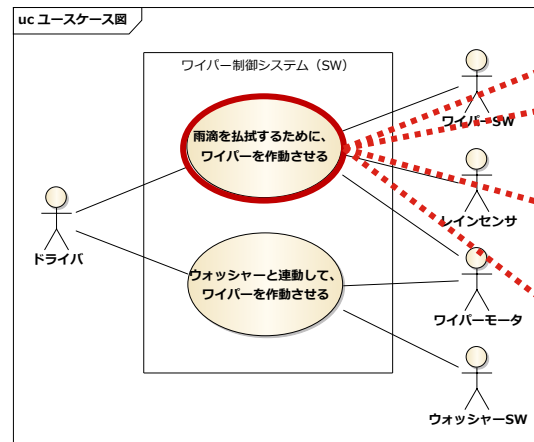 uc ユースケース図
ワイパー制御システム（SW）
雨滴を払拭するために、
ワイパーを作動させる
ワイパーSW
レインセンサ
ドライバ
ウォッシャーと連動して、
ワイパーを作動させる
ワイパーモータ
ウォッシャーSW